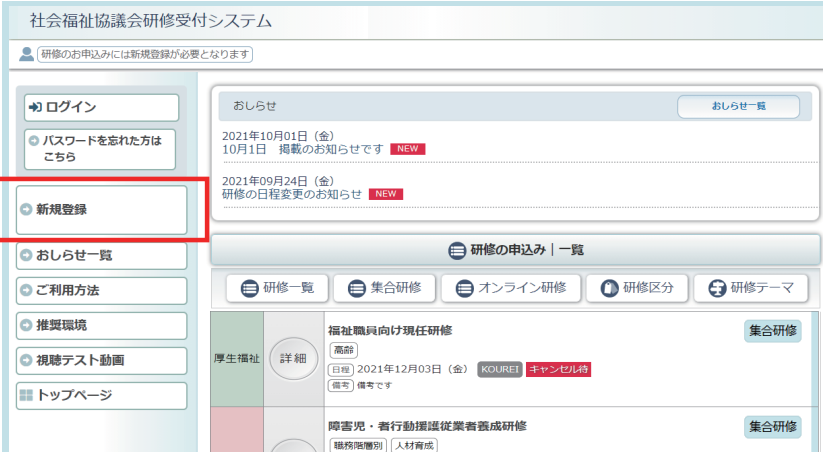 社会福祉協議会研修受付システム
研修のお申込みには新規登録が必要となります
ログイン
パスワードを忘れた方は
こちら
新規登録
おしらせ一覧
ご利用方法
推奨環境
視聴テスト動画
トップページ
おしらせ
おしらせ一覧
2021年10月01日（金）
10月1日 掲載のお知らせです NEW
2021年09月24日（金）
研修の日程変更のお知らせ NEW
研修の申込み｜一覧
研修一覧
集合研修
オンライン研修
研修区分
研修テーマ
厚生福祉
詳細
福祉職員向け現任研修
集合研修
高齢
日程 2021年12月03日（金） KOUREI キャンセル待
備考 備考です
障害児・者行動援護従業者養成研修
集合研修
職務階層別 人材育成